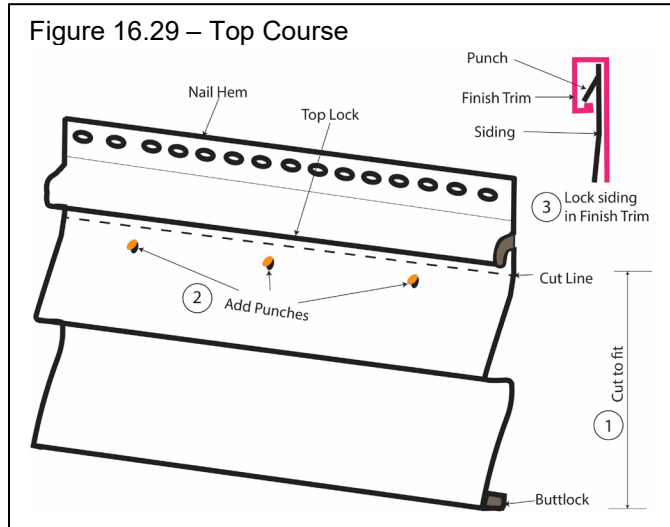 Figure 16.29 – Top Course
Punch
Nail Hem
Finish Trim
Top Lock
Siding
3 Lock siding
in Finish Trim
Cut Line
2 Add Punches
Cut to fit
1
Buttlock